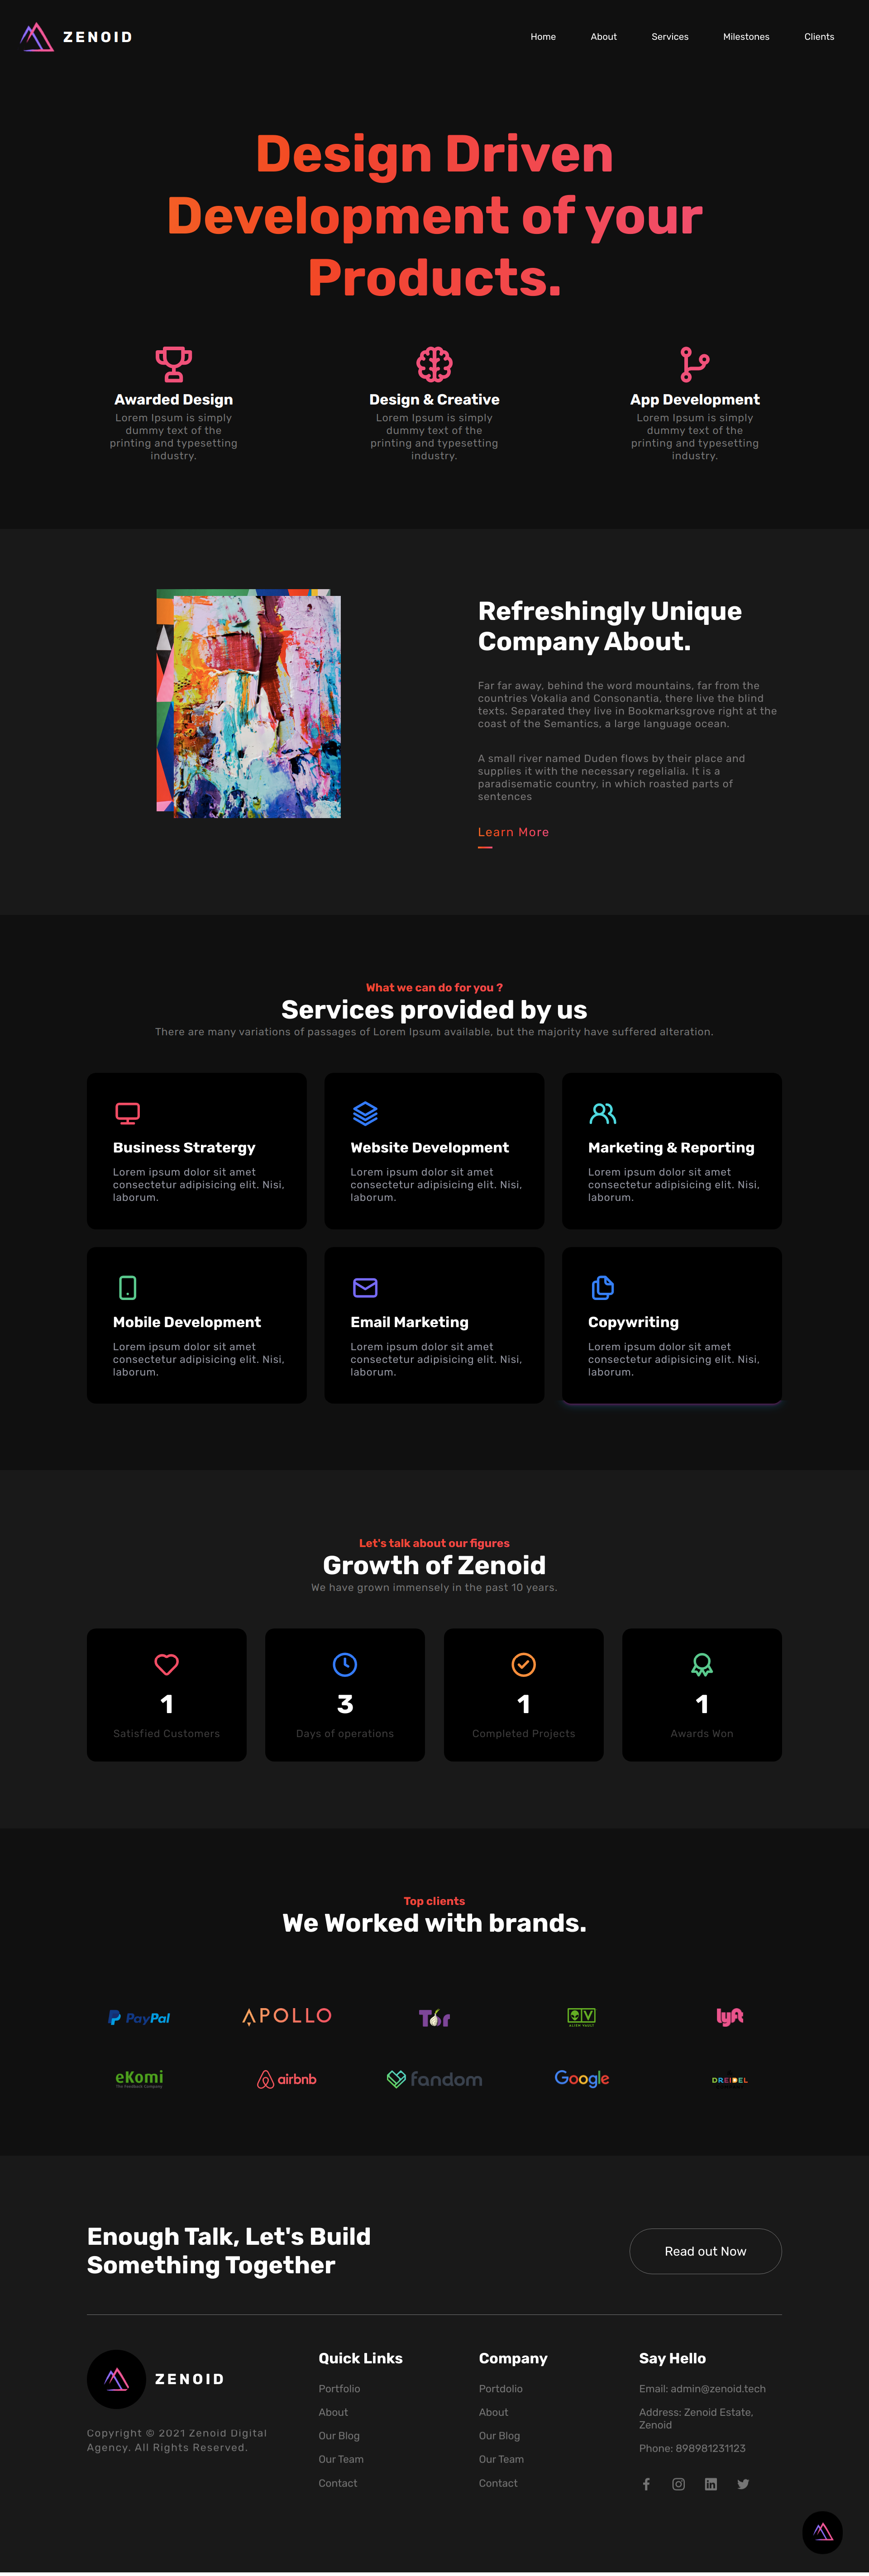 ZENOID
Home About Services Milestones Clients
Design Driven
Development of your
Products.
Awarded Design
Lorem Ipsum is simply
dummy text of the
printing and typesetting
industry.
Design & Creative
Lorem Ipsum is simply
dummy text of the
printing and typesetting
industry.
App Development
Lorem Ipsum is simply
dummy text of the
printing and typesetting
industry.
Refreshingly Unique
Company About.
Far far away, behind the word mountains, far from the
countries Vokalia and Consonantia, there live the blind
texts. Separated they live in Bookmarksgrove right at the
coast of the Semantics, a large language ocean.
A small river named Duden flows by their place and
supplies it with the necessary regelialia. It is a
paradisematic country, in which roasted parts of
sentences
Learn More
What we can do for you ?
Services provided by us
There are many variations of passages of Lorem Ipsum available, but the majority have suffered alteration.
Business Stratergy
Lorem ipsum dolor sit amet
consectetur adipisicing elit. Nisi,
laborum.
Website Development
Lorem ipsum dolor sit amet
consectetur adipisicing elit. Nisi,
laborum.
Marketing & Reporting
Lorem ipsum dolor sit amet
consectetur adipisicing elit. Nisi,
laborum.
Mobile Development
Lorem ipsum dolor sit amet
consectetur adipisicing elit. Nisi,
laborum.
Email Marketing
Lorem ipsum dolor sit amet
consectetur adipisicing elit. Nisi,
laborum.
Copywriting
Lorem ipsum dolor sit amet
consectetur adipisicing elit. Nisi,
laborum.
Let's talk about our figures
Growth of Zenoid
We have grown immensely in the past 10 years.
1
Satisfied Customers
3
Days of operations
1
Completed Projects
1
Awards Won
Top clients
We Worked with brands.
PayPal
APOLLO
Tor
ALIEN VAULT
lyft
eKomi
The Feedback Company
airbnb
fandom
Google
DREIDEL
Enough Talk, Let's Build
Something Together
Read out Now
ZENOID
Copyright © 2021 Zenoid Digital
Agency. All Rights Reserved.
Quick Links
Portfolio
About
Our Blog
Our Team
Contact
Company
Portdolio
About
Our Blog
Our Team
Contact
Say Hello
Email: admin@zenoid.tech
Address: Zenoid Estate,
Zenoid
Phone: 898981231123